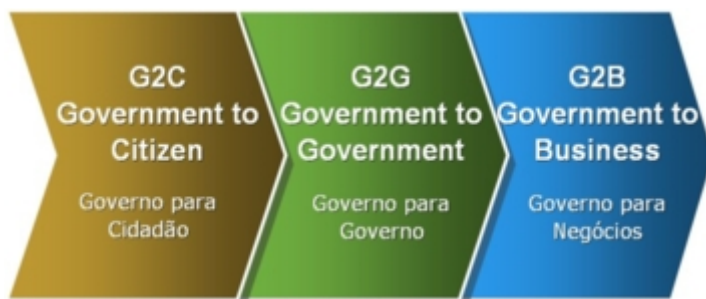 G2C
Government to
Citizen
Governo para
Cidadão
G2G
Government to
Government
Governo para
Governo
G2B
Government to
Business
Governo para
Negócios